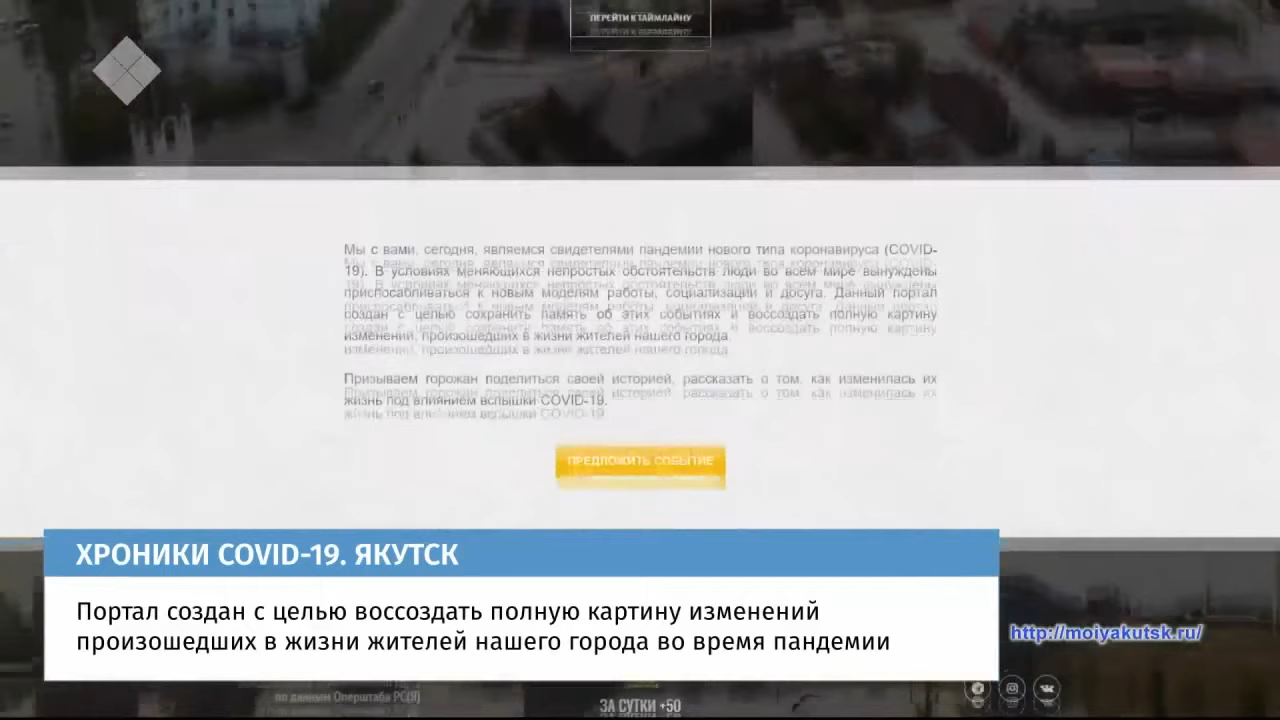 ПЕРЕЙТИ К ТАЙМЛАЙНУ
Мы с вами, сегодня, являемся свидетелями пандемии нового типа коронавируса (COVID-
19). В условиях меняющихся непростых обстоятельств люди во всем мире вынуждены
приспосабливаться к новым моделям работы, социализации и досуга. Данный портал
создан с целью сохранить память об этих событиях и воссоздать полную картину
изменений, произошедших в жизни жителей нашего города.
Призываем горожан поделиться своей историей, рассказать о том, как изменилась их
жизнь под влиянием вспышки COVID-19.
ПРЕДЛОЖИТЬ СОБЫТИЕ
ХРОНИКИ COVID-19. ЯКУТСК
Портал создан с целью воссоздать полную картину изменений
произошедших в жизни жителей нашего города во время пандемии
http://moiyakutsk.ru/
по данным Оперштаба РС(Я)
ЗА СУТКИ +50